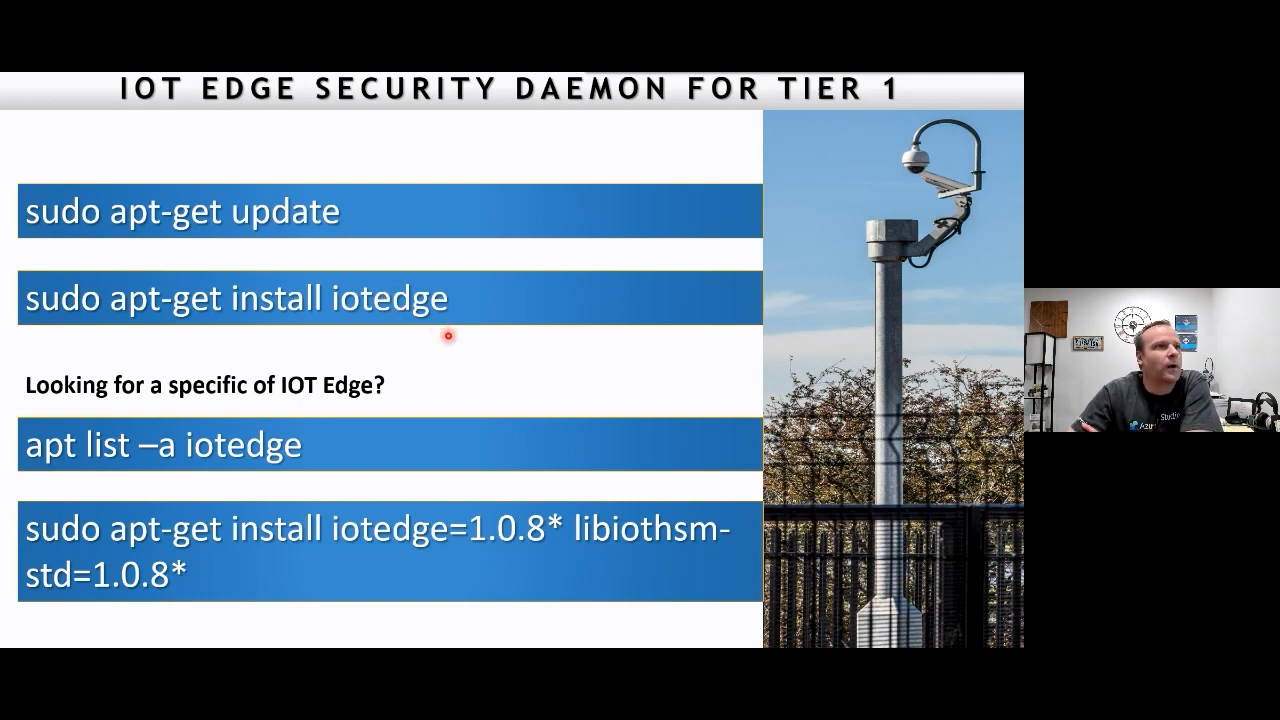 IOT EDGE SECURITY DAEMON FOR TIER 1
sudo apt-get update
sudo apt-get install iotedge
Looking for a specific of IOT Edge?
apt list –a iotedge
sudo apt-get install iotedge=1.0.8* libiothsm-
std=1.0.8*
Studio